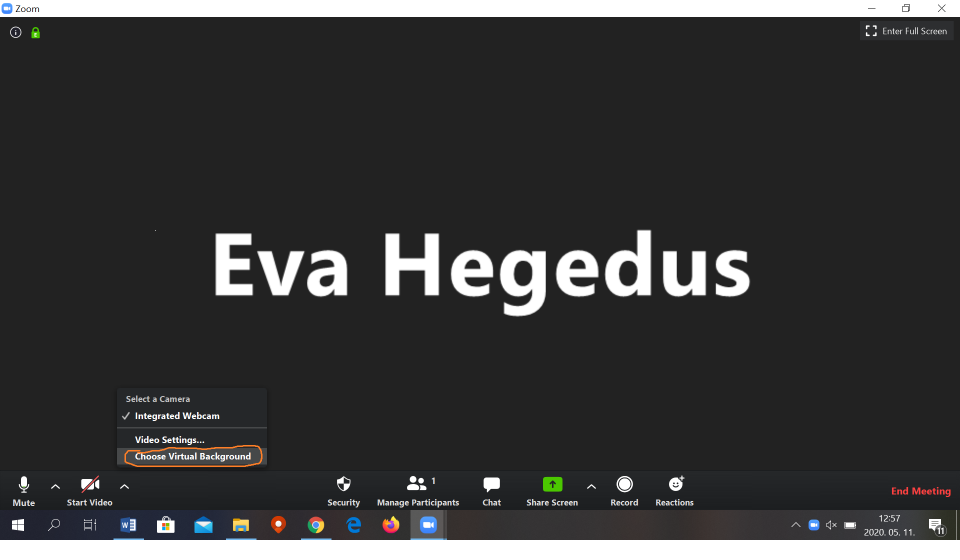 Zoom
Enter Full Screen
Eva Hegedus
Select a Camera
Integrated Webcam
Video Settings...
Choose Virtual Background
Mute
Start Video
Security
1
Manage Participants
Chat
Share Screen
Record
Reactions
End Meeting
12:57
2020. 05. 11.
11